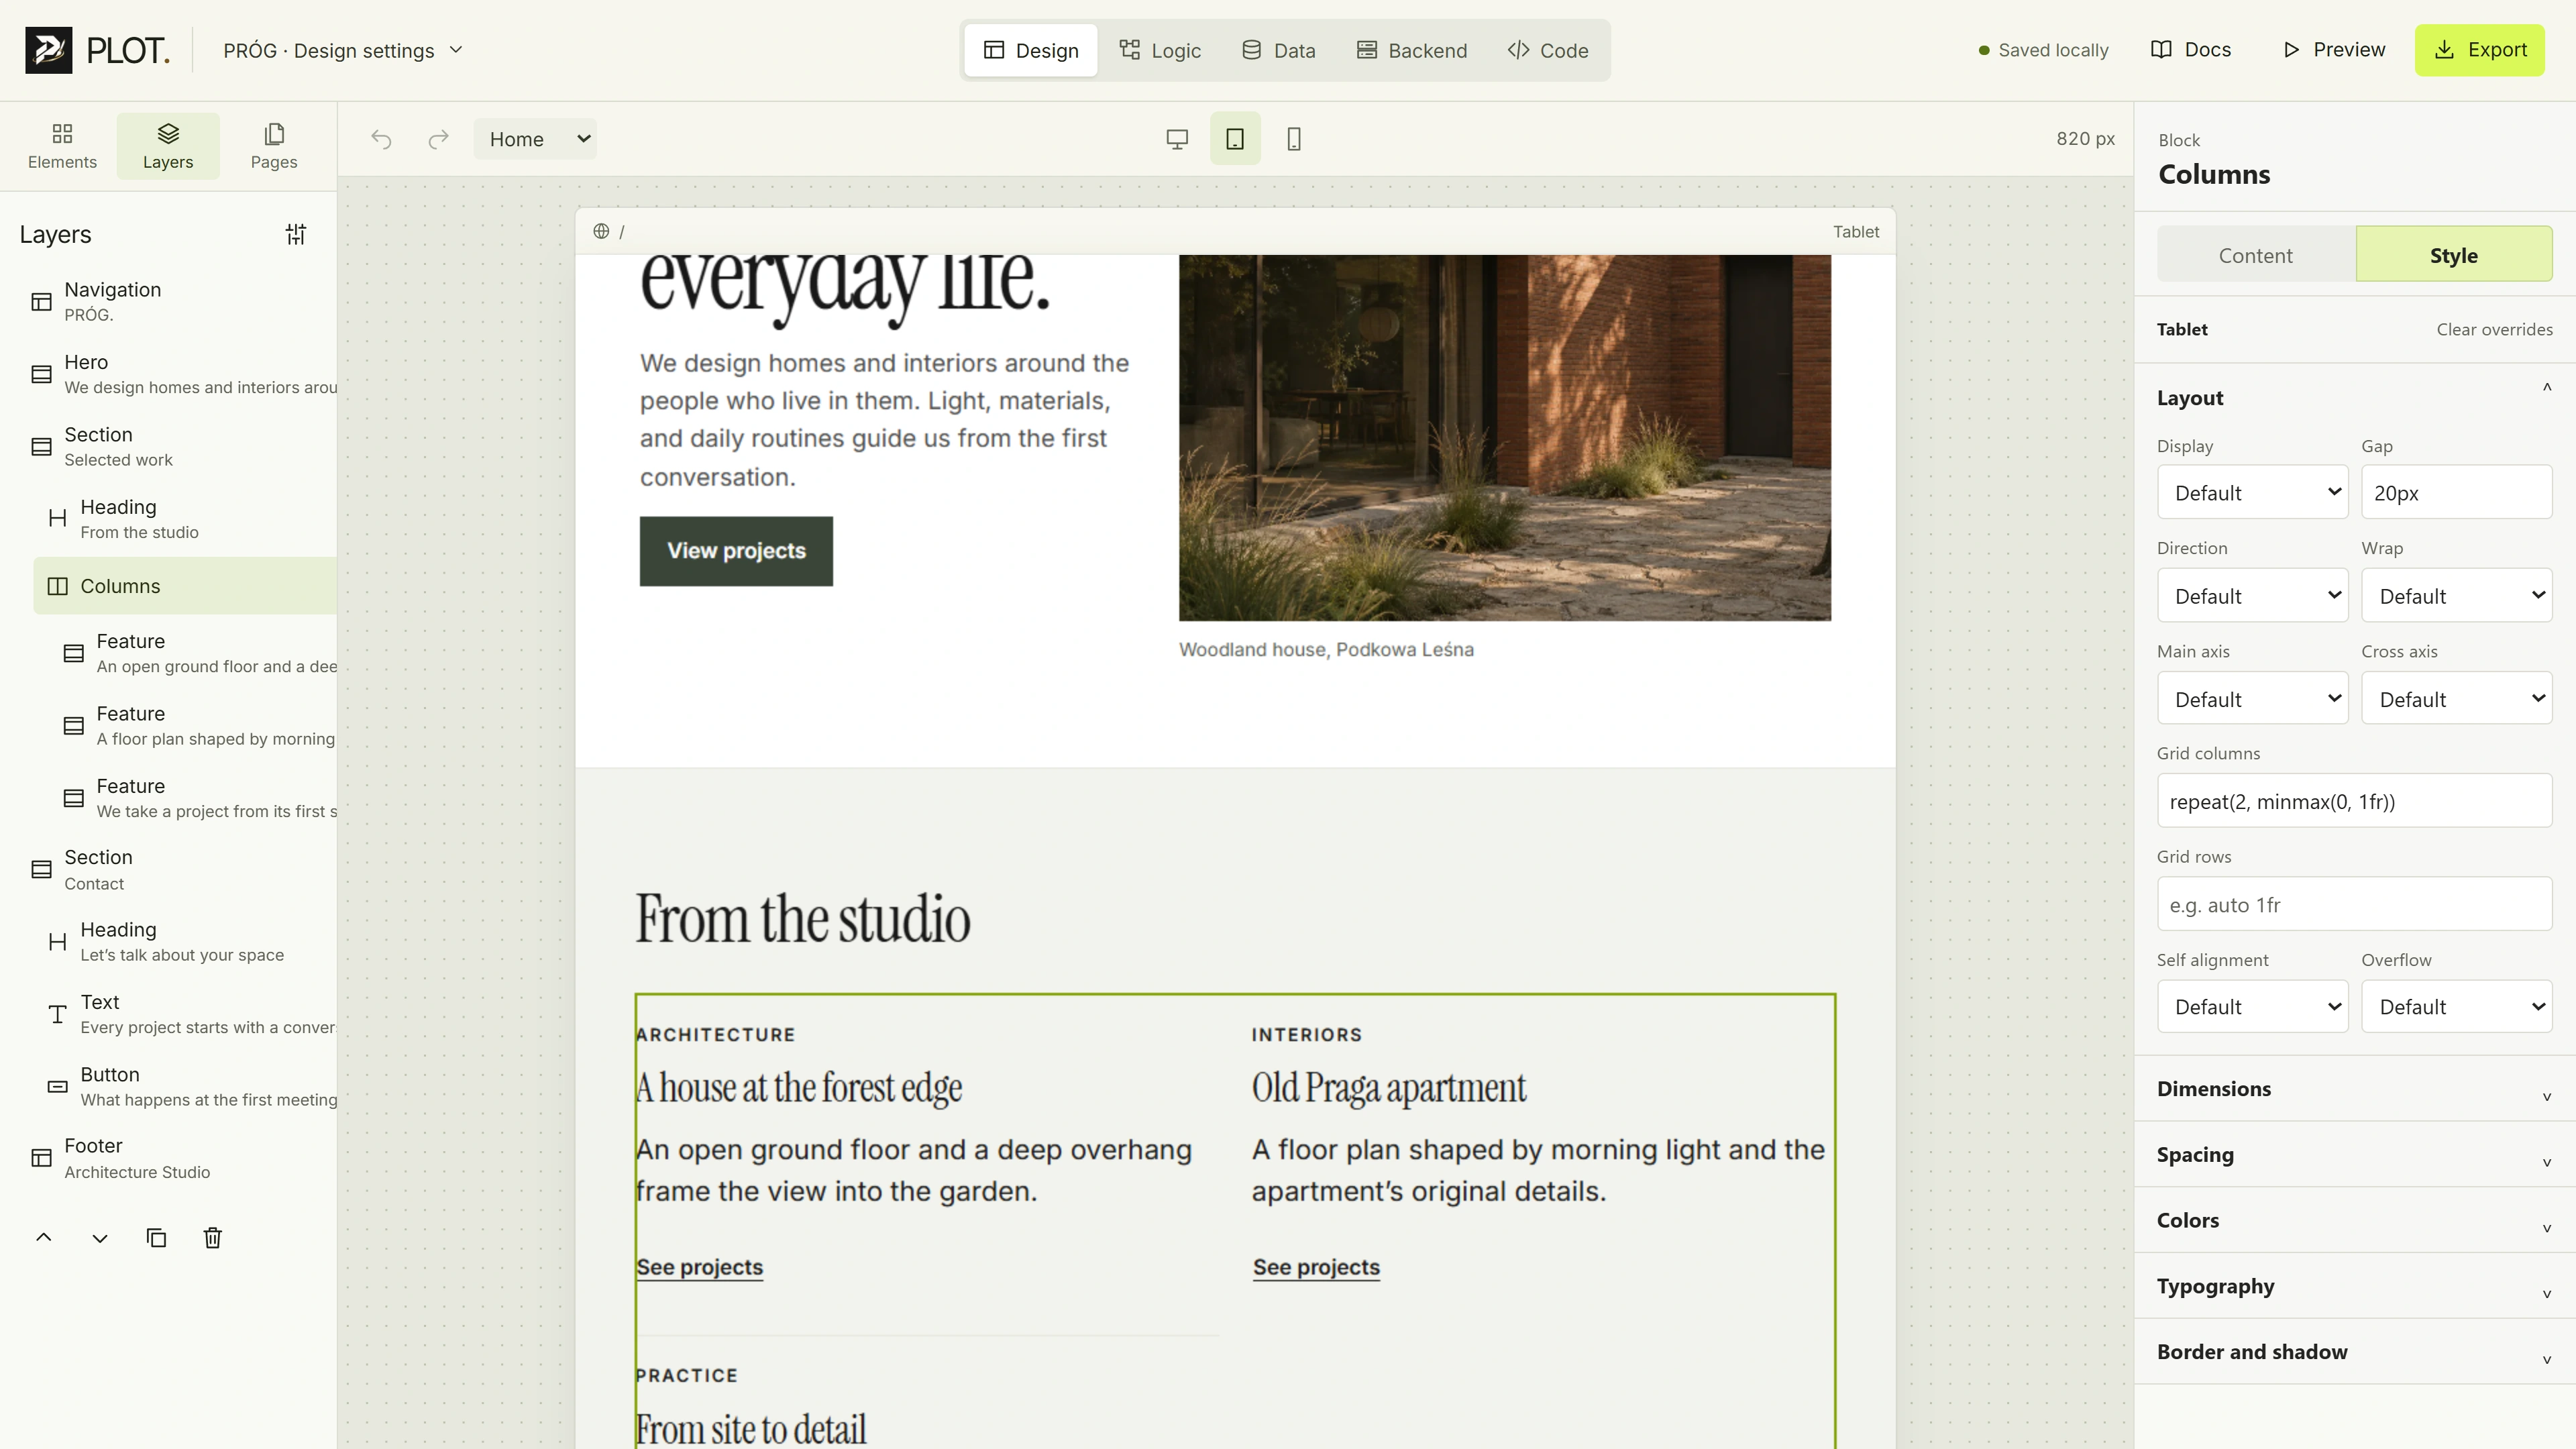 PLOT.
PRÓG · Design settings
Design
Logic
Data
Backend
Code
Saved locally
Docs
Preview
Export
Elements
Layers
Pages
Home
820 px
Layers
Navigation
PRÓG.
Hero
We design homes and interiors arou
Section
Selected work
Heading
From the studio
Columns
Feature
An open ground floor and a dee
Feature
A floor plan shaped by morning
Feature
We take a project from its first s
Section
Contact
Heading
Let’s talk about your space
Text
Every project starts with a conver
Button
What happens at the first meeting
Footer
Architecture Studio
/
Tablet
everyday life.
We design homes and interiors around the
people who live in them. Light, materials,
and daily routines guide us from the first
conversation.
View projects
Woodland house, Podkowa Leśna
From the studio
ARCHITECTURE
A house at the forest edge
An open ground floor and a deep overhang
frame the view into the garden.
See projects
INTERIORS
Old Praga apartment
A floor plan shaped by morning light and the
apartment’s original details.
See projects
PRACTICE
From site to detail
Block
Columns
Content
Style
Tablet
Clear overrides
Layout
Display
Gap
Default
20px
Direction
Wrap
Default
Default
Main axis
Cross axis
Default
Default
Grid columns
repeat(2, minmax(0, 1fr))
Grid rows
e.g. auto 1fr
Self alignment
Overflow
Default
Default
Dimensions
Spacing
Colors
Typography
Border and shadow